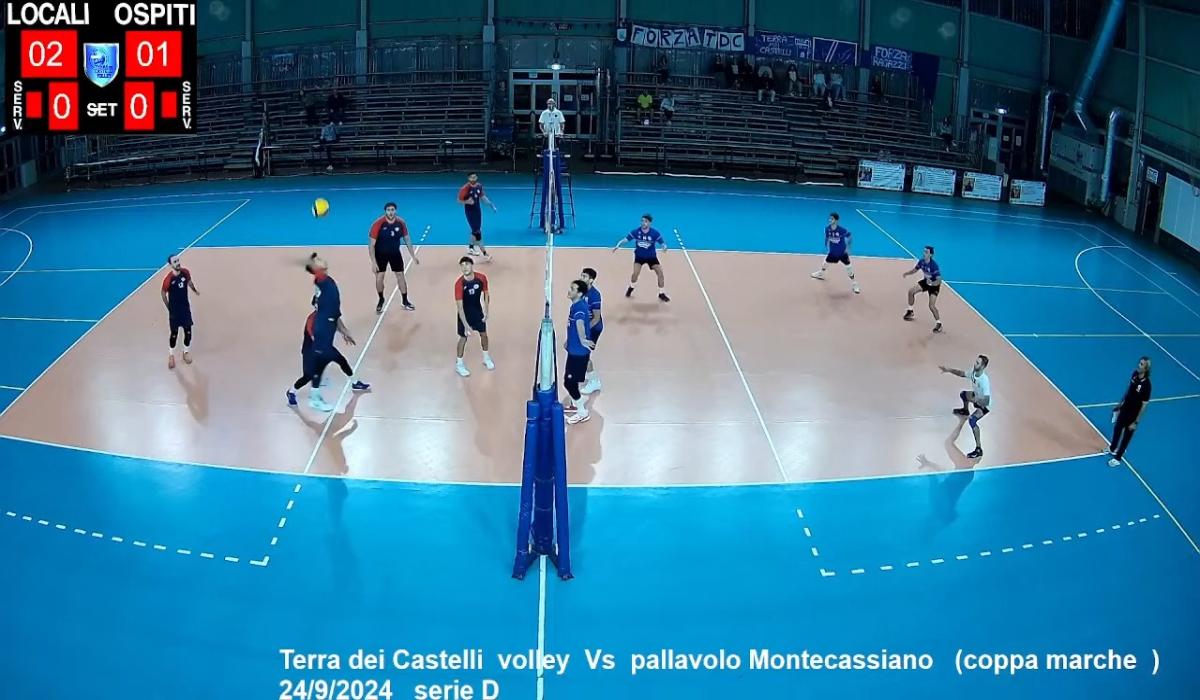 LOCALI OSPITI
02 01
SERV. 0 SET 0 SERV.
FORZA TDC
TERRA
CASTELLI
FORZA
RAGAZZI
Terra dei Castelli volley Vs pallavolo Montecassiano (coppa marche )
24/9/2024 serie D